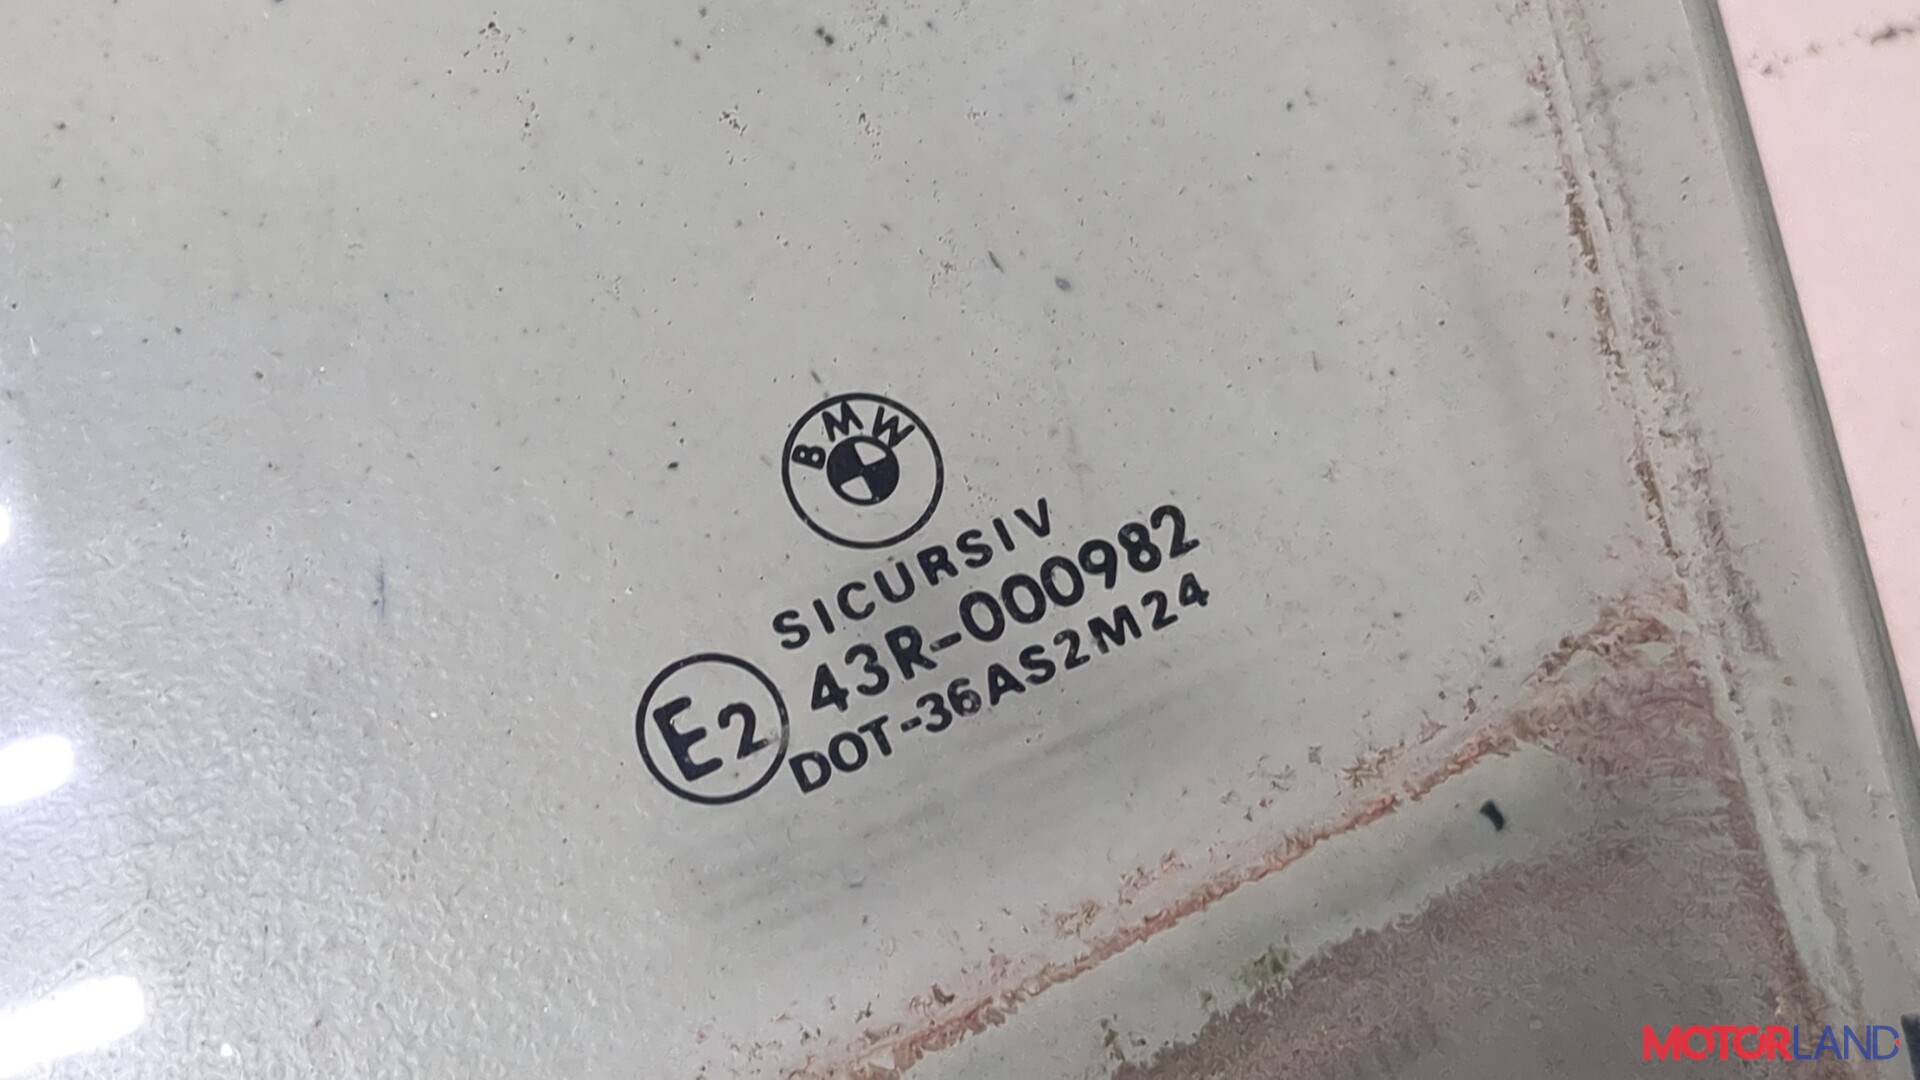 BMW
SICURSIV
E2
43R-000982
DOT-36AS2M24
MOTORLAND